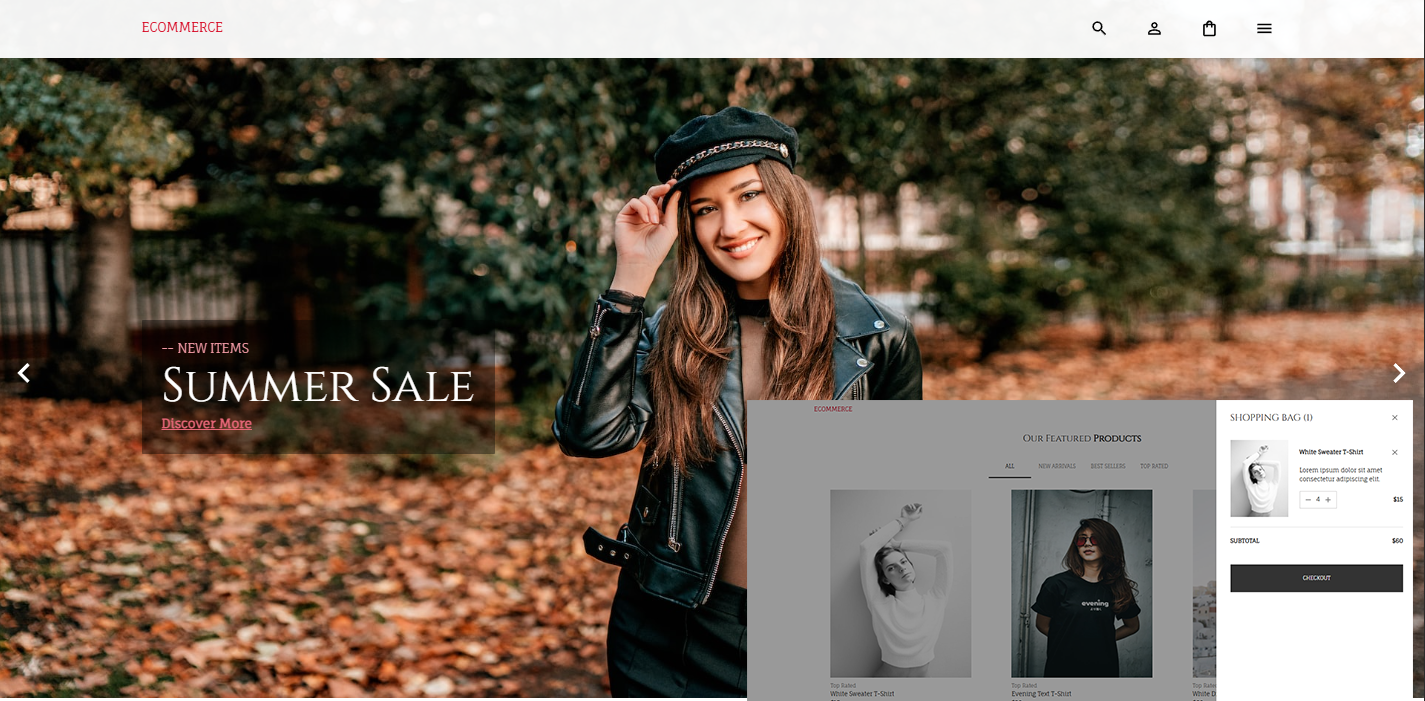 ECOMMERCE
-- NEW ITEMS
SUMMER SALE
Discover More
ECOMMERCE
OUR FEATURED PRODUCTS
ALL NEW ARRIVALS BEST SELLERS TOP RATED
evening
Top Rated
White Sweater T-Shirt
Top Rated
Evening Text T-Shirt
Top Ra
White D
SHOPPING BAG (1)
White Sweater T-Shirt
Lorem ipsum dolor sit amet
consectetur adipiscing elit.
4
$15
SUBTOTAL $60
CHECKOUT